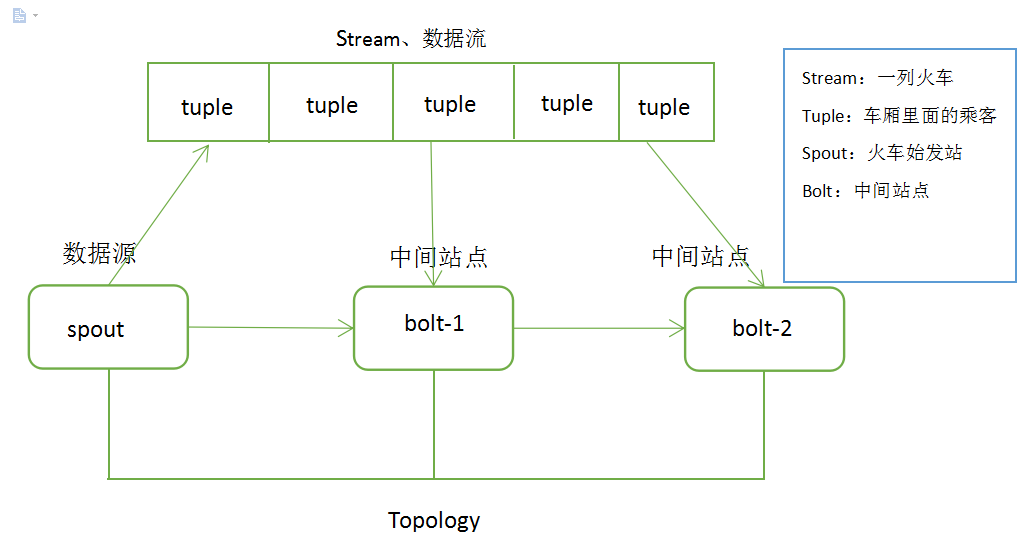 Stream、数据流
tuple tuple tuple tuple tuple
Stream：一列火车
Tuple：车厢里面的乘客
Spout：火车始发站
Bolt：中间站点
数据源 中间站点 中间站点
spout bolt-1 bolt-2
Topology